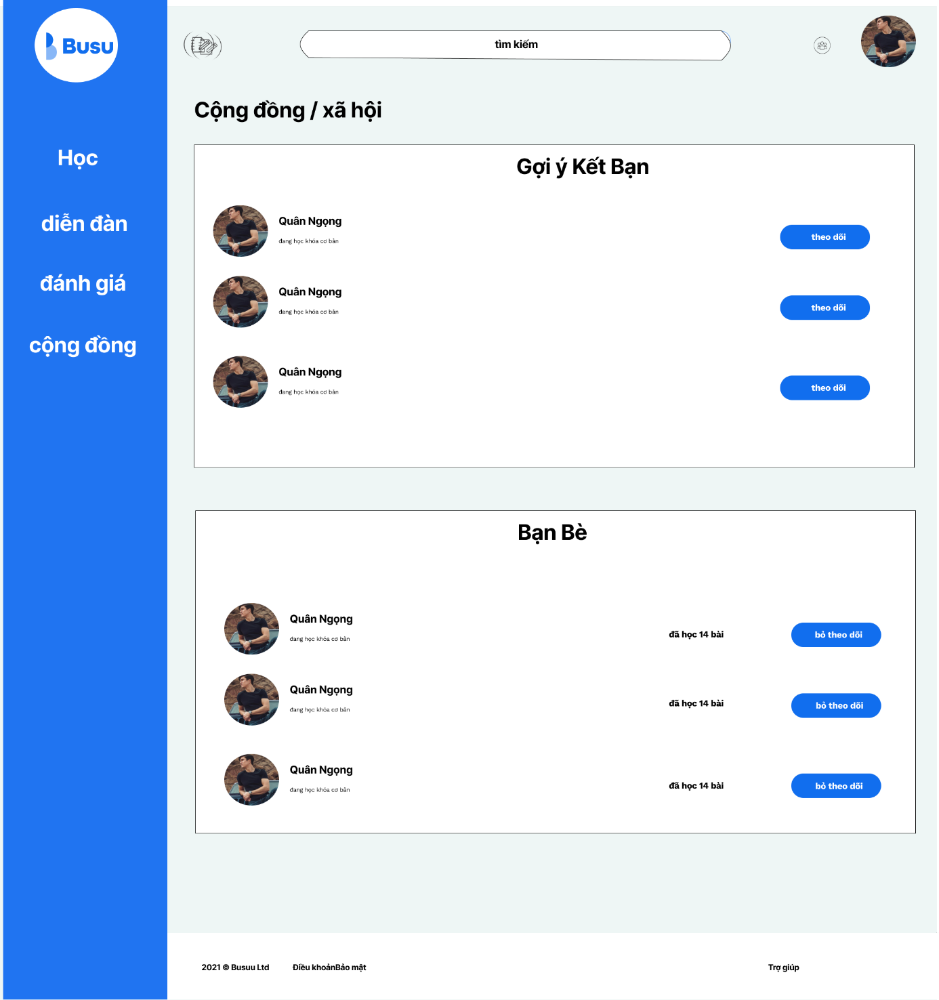 Busu
Học
diễn đàn
đánh giá
cộng đồng
tìm kiếm
Cộng đồng / xã hội
Gợi ý Kết Bạn
Quân Ngọng
đang học khóa cơ bản
theo dõi
Quân Ngọng
đang học khóa cơ bản
theo dõi
Quân Ngọng
đang học khóa cơ bản
theo dõi
Bạn Bè
Quân Ngọng
đang học khóa cơ bản
đã học 14 bài
bỏ theo dõi
Quân Ngọng
đang học khóa cơ bản
đã học 14 bài
bỏ theo dõi
Quân Ngọng
đang học khóa cơ bản
đã học 14 bài
bỏ theo dõi
2021 © Busuu Ltd
Điều khoảnBảo mật
Trợ giúp